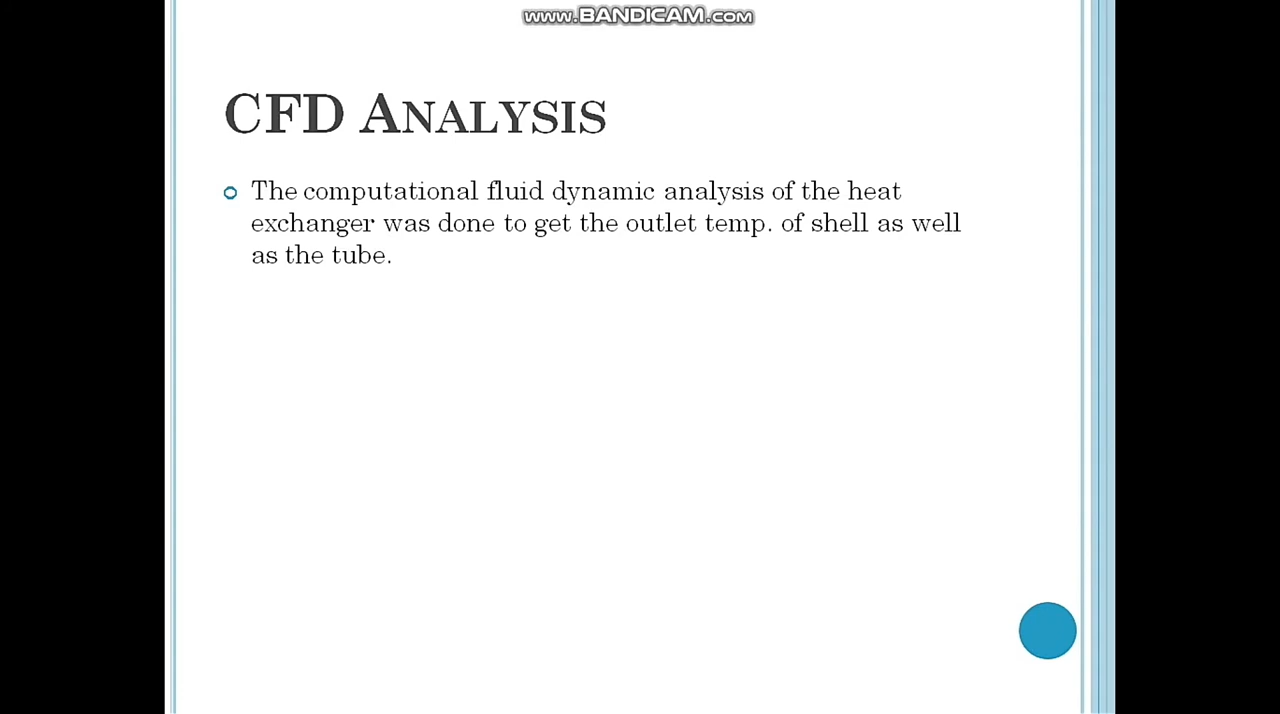 www.BANDICAM.com
CFD ANALYSIS
The computational fluid dynamic analysis of the heat
exchanger was done to get the outlet temp. of shell as well
as the tube.